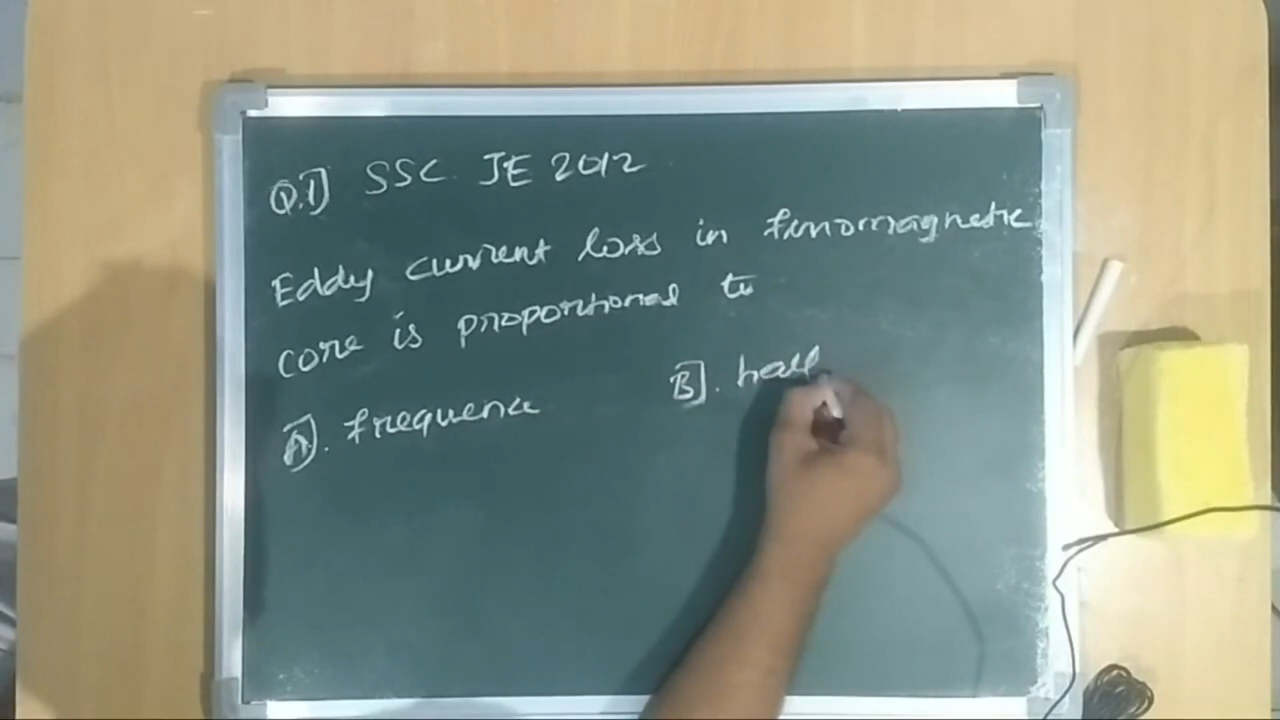 Q.1] SSC JE 2012
Eddy current loss in ferromagnetic
core is proportional to
A]. frequence B]. half